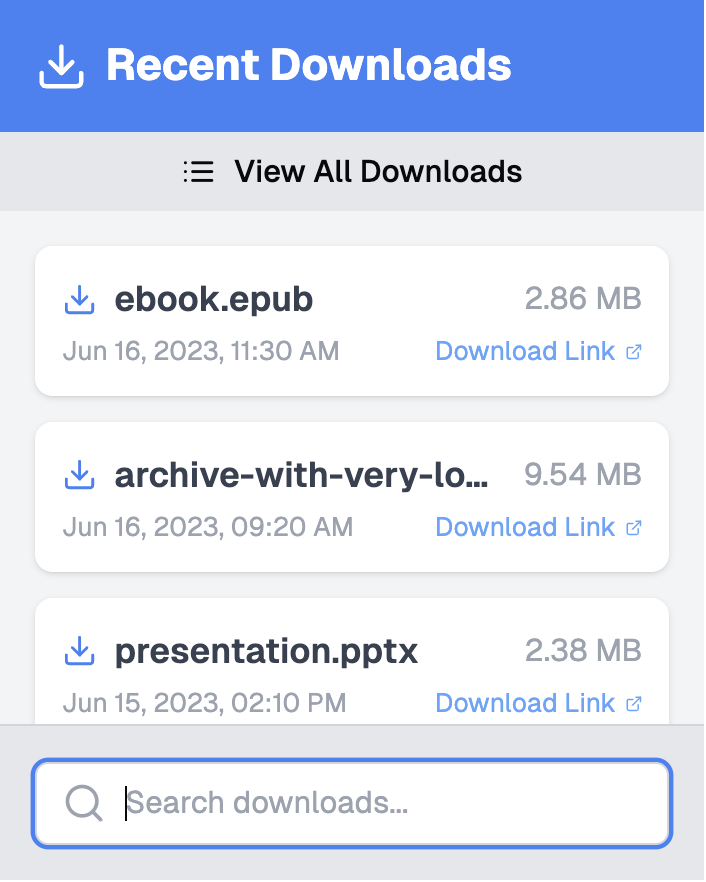 Recent Downloads
View All Downloads
ebook.epub 2.86 MB
Jun 16, 2023, 11:30 AM Download Link
archive-with-very-lo... 9.54 MB
Jun 16, 2023, 09:20 AM Download Link
presentation.pptx 2.38 MB
Jun 15, 2023, 02:10 PM Download Link
Search downloads...